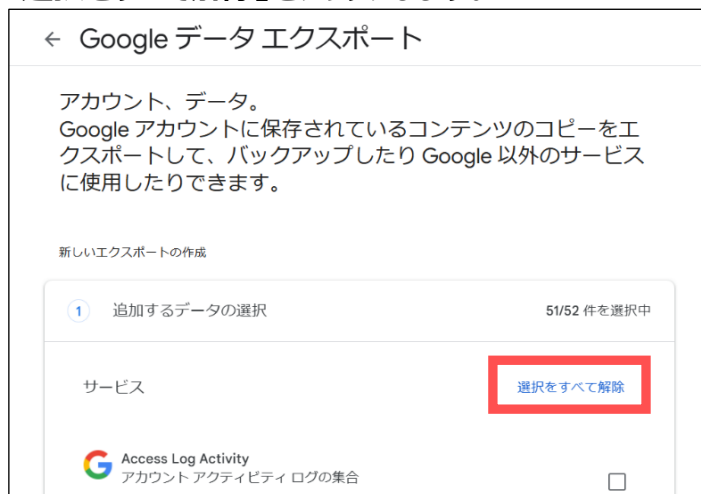 ← Google データ エクスポート
アカウント、データ。
Google アカウントに保存されているコンテンツのコピーをエ
クスポートして、バックアップしたり Google 以外のサービス
に使用したりできます。
新しいエクスポートの作成
1 追加するデータの選択 51/52 件を選択中
サービス 選択をすべて解除
Access Log Activity
アカウント アクティビティ ログの集合